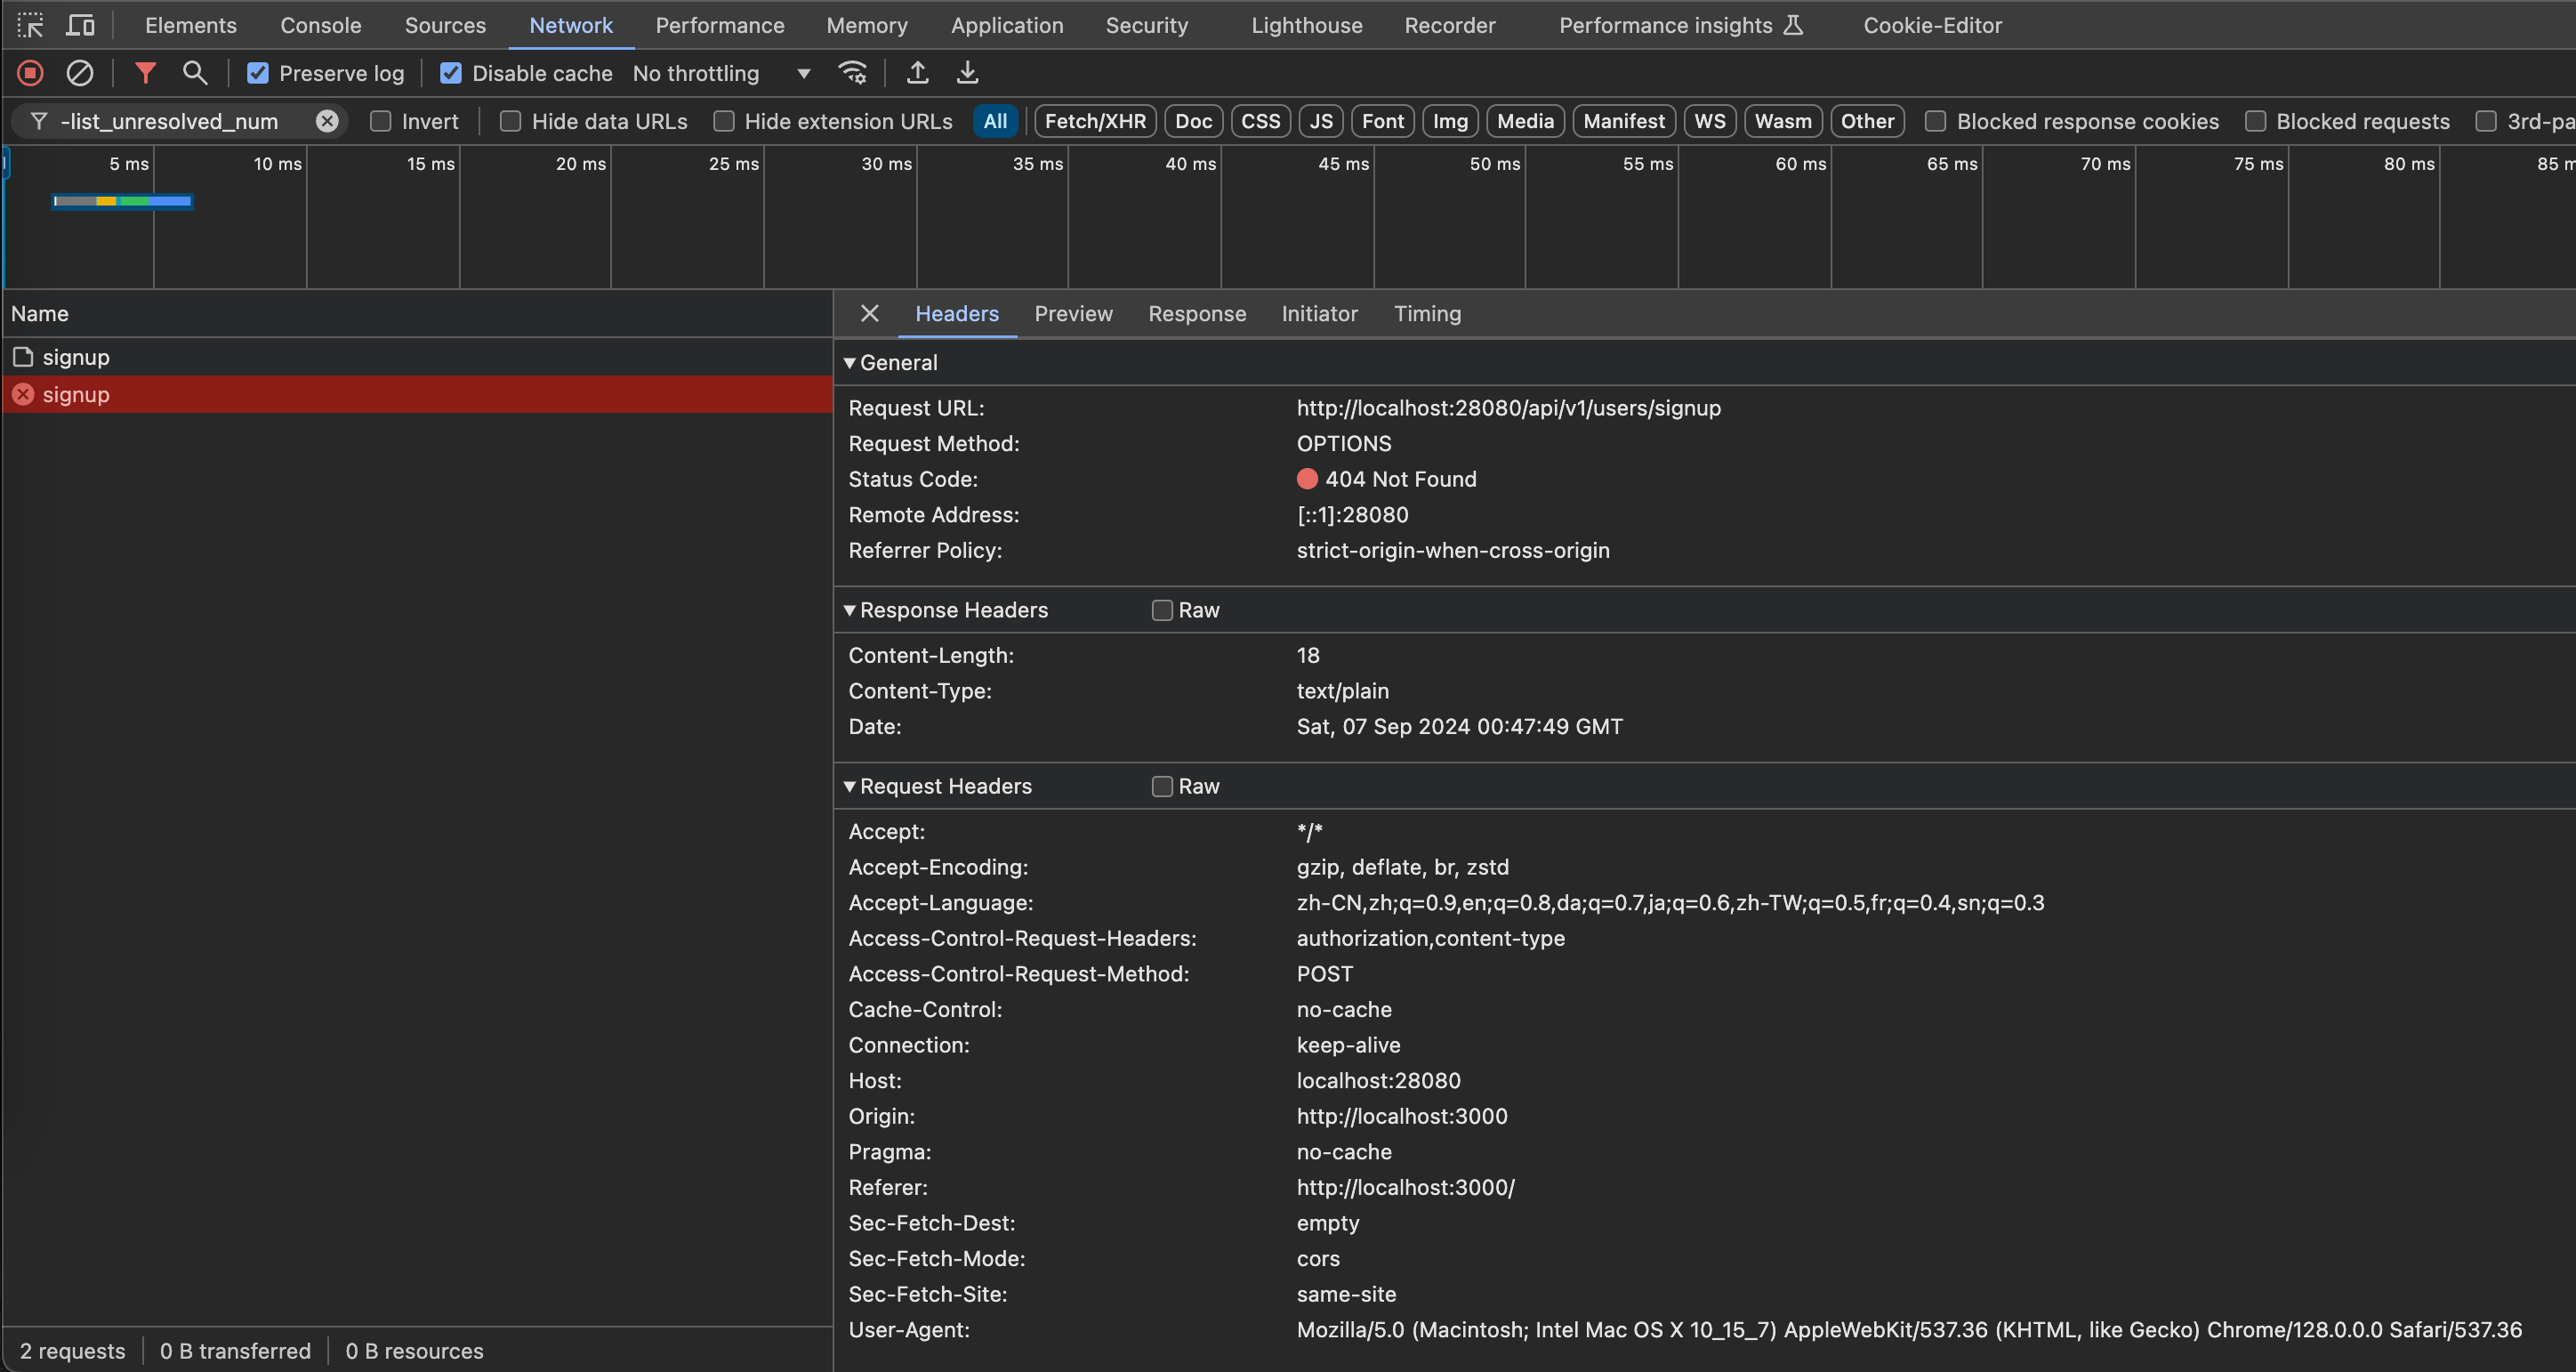 Elements Console Sources Network Performance Memory Application Security Lighthouse Recorder Performance insights Cookie-Editor
Preserve log Disable cache No throttling
-list_unresolved_num Invert Hide data URLs Hide extension URLs All Fetch/XHR Doc CSS JS Font Img Media Manifest WS Wasm Other Blocked response cookies Blocked requests 3rd-pa
5 ms 10 ms 15 ms 20 ms 25 ms 30 ms 35 ms 40 ms 45 ms 50 ms 55 ms 60 ms 65 ms 70 ms 75 ms 80 ms 85 m
Name
signup
signup
Headers Preview Response Initiator Timing
General
Request URL: http://localhost:28080/api/v1/users/signup
Request Method: OPTIONS
Status Code: 404 Not Found
Remote Address: [::1]:28080
Referrer Policy: strict-origin-when-cross-origin
Response Headers Raw
Content-Length: 18
Content-Type: text/plain
Date: Sat, 07 Sep 2024 00:47:49 GMT
Request Headers Raw
Accept: */*
Accept-Encoding: gzip, deflate, br, zstd
Accept-Language: zh-CN,zh;q=0.9,en;q=0.8,da;q=0.7,ja;q=0.6,zh-TW;q=0.5,fr;q=0.4,sn;q=0.3
Access-Control-Request-Headers: authorization,content-type
Access-Control-Request-Method: POST
Cache-Control: no-cache
Connection: keep-alive
Host: localhost:28080
Origin: http://localhost:3000
Pragma: no-cache
Referer: http://localhost:3000/
Sec-Fetch-Dest: empty
Sec-Fetch-Mode: cors
Sec-Fetch-Site: same-site
User-Agent: Mozilla/5.0 (Macintosh; Intel Mac OS X 10_15_7) AppleWebKit/537.36 (KHTML, like Gecko) Chrome/128.0.0.0 Safari/537.36
2 requests 0 B transferred 0 B resources